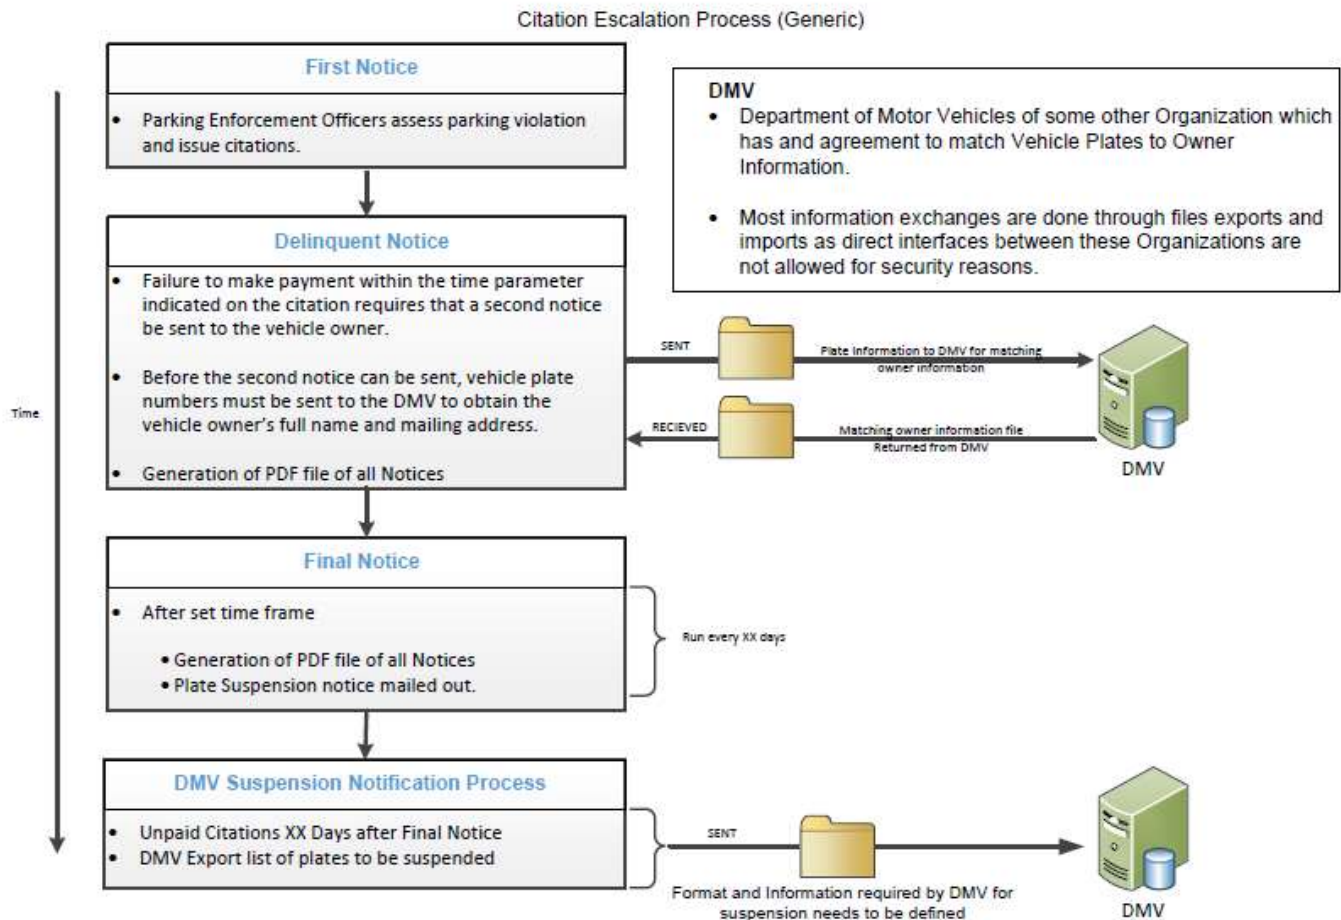 Citation Escalation Process (Generic)
First Notice
• Parking Enforcement Officers assess parking violation
and issue citations.
DMV
• Department of Motor Vehicles of some other Organization which
has and agreement to match Vehicle Plates to Owner
Information.
• Most information exchanges are done through files exports and
imports as direct interfaces between these Organizations are
not allowed for security reasons.
Delinquent Notice
• Failure to make payment within the time parameter
indicated on the citation requires that a second notice
be sent to the vehicle owner.
• Before the second notice can be sent, vehicle plate
numbers must be sent to the DMV to obtain the
vehicle owner's full name and mailing address.
• Generation of PDF file of all Notices
SENT
Plate Information to DMV for matching
owner information
RECIEVED
Matching owner information file
Returned from DMV
DMV
Time
Final Notice
• After set time frame
• Generation of PDF file of all Notices
• Plate Suspension notice mailed out.
Run every XX days
DMV Suspension Notification Process
• Unpaid Citations XX Days after Final Notice
• DMV Export list of plates to be suspended
SENT
Format and Information required by DMV for
suspension needs to be defined
DMV